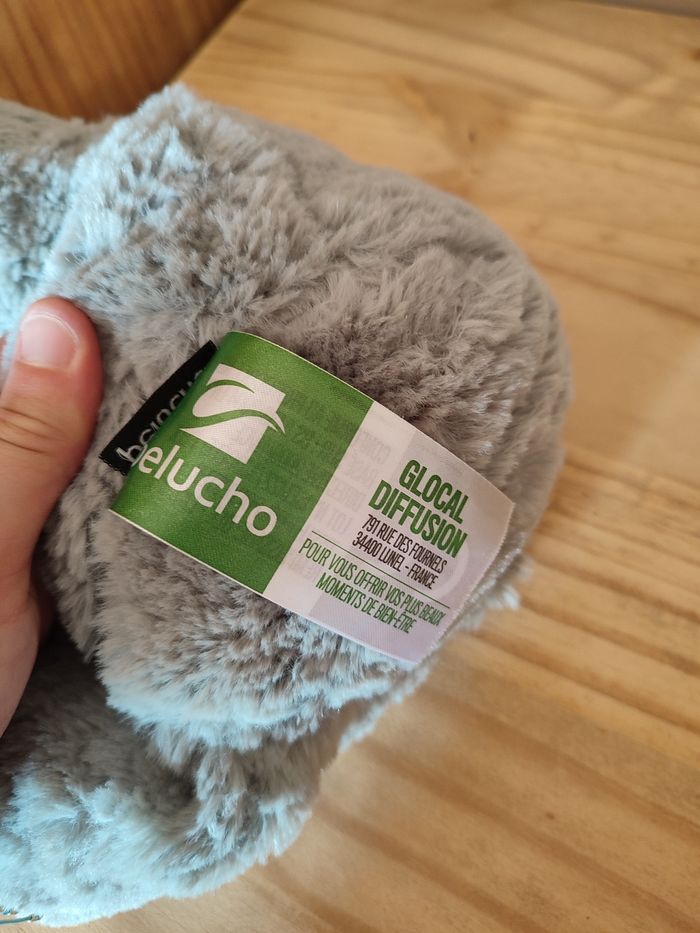 pelucho
GLOCAL
DIFFUSION
791 RUE DES FOURNELS
34400 LUNEL - FRANCE
POUR VOUS OFFRIR VOS PLUS BEAUX
MOMENTS DE BIEN-ÊTRE